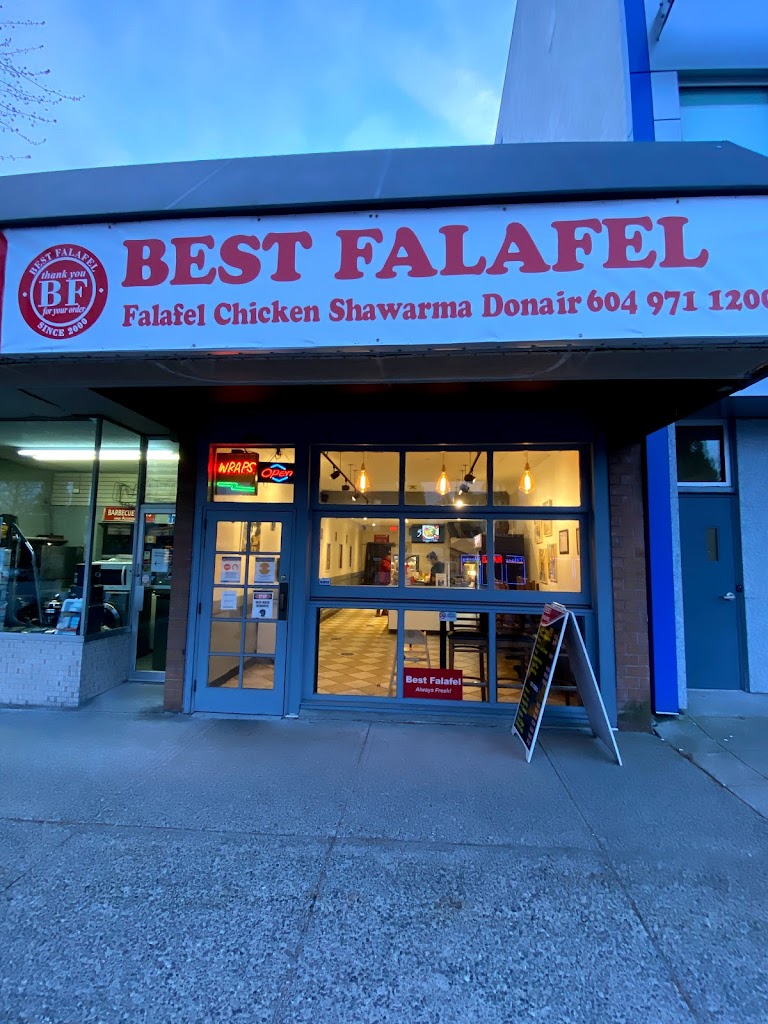 BEST FALAFEL
thank you
BF
for your order
SINCE 2000
BEST FALAFEL
Falafel Chicken Shawarma Donair 604 971 1200
WRAPS
Open
BARBECUE
Best Falafel
Always Fresh!